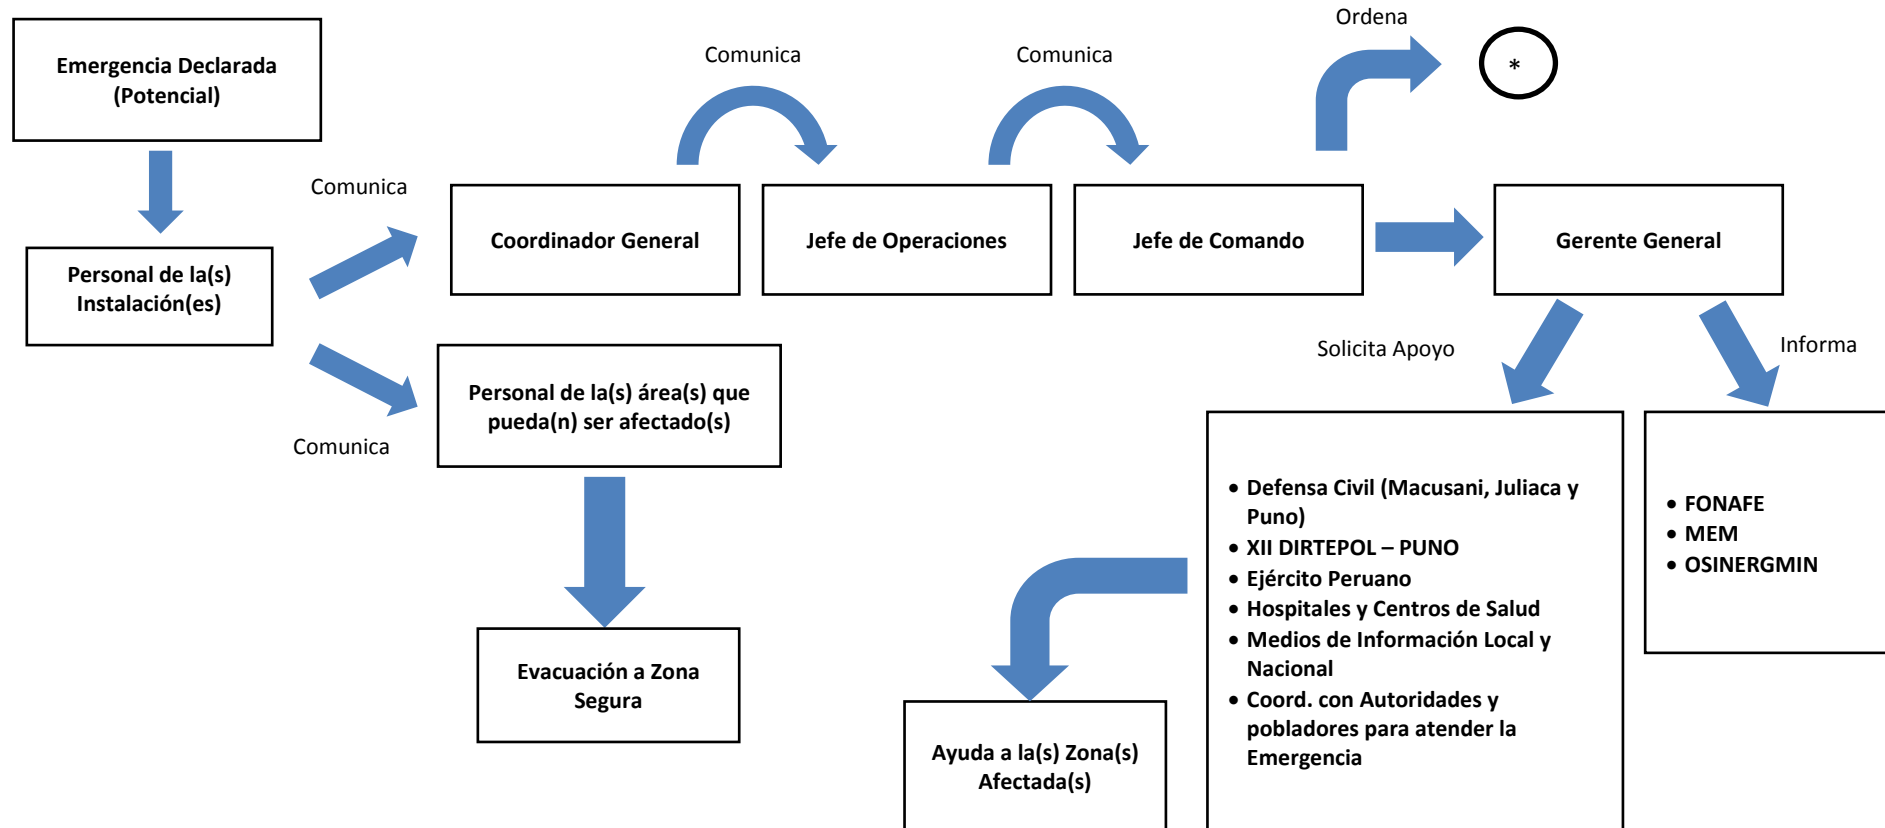 Ordena
Comunica
Comunica
Emergencia Declarada
(Potencial)
*
Comunica
Coordinador General
Jefe de Operaciones
Jefe de Comando
Gerente General
Personal de la(s)
Instalación(es)
Solicita Apoyo
Informa
Personal de la(s) área(s) que
pueda(n) ser afectado(s)
Comunica
• Defensa Civil (Macusani, Juliaca y
Puno)
• XII DIRTEPOL – PUNO
• Ejército Peruano
• Hospitales y Centros de Salud
• Medios de Información Local y
Nacional
• Coord. con Autoridades y
pobladores para atender la
Emergencia
• FONAFE
• MEM
• OSINERGMIN
Evacuación a Zona
Segura
Ayuda a la(s) Zona(s)
Afectada(s)